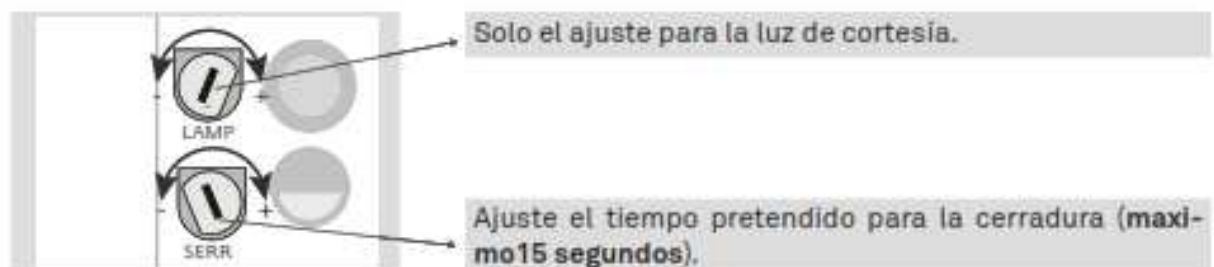 Solo el ajuste para la luz de cortesía.
- +
LAMP
- +
SERR
Ajuste el tiempo pretendido para la cerradura (maxi-
mo15 segundos).